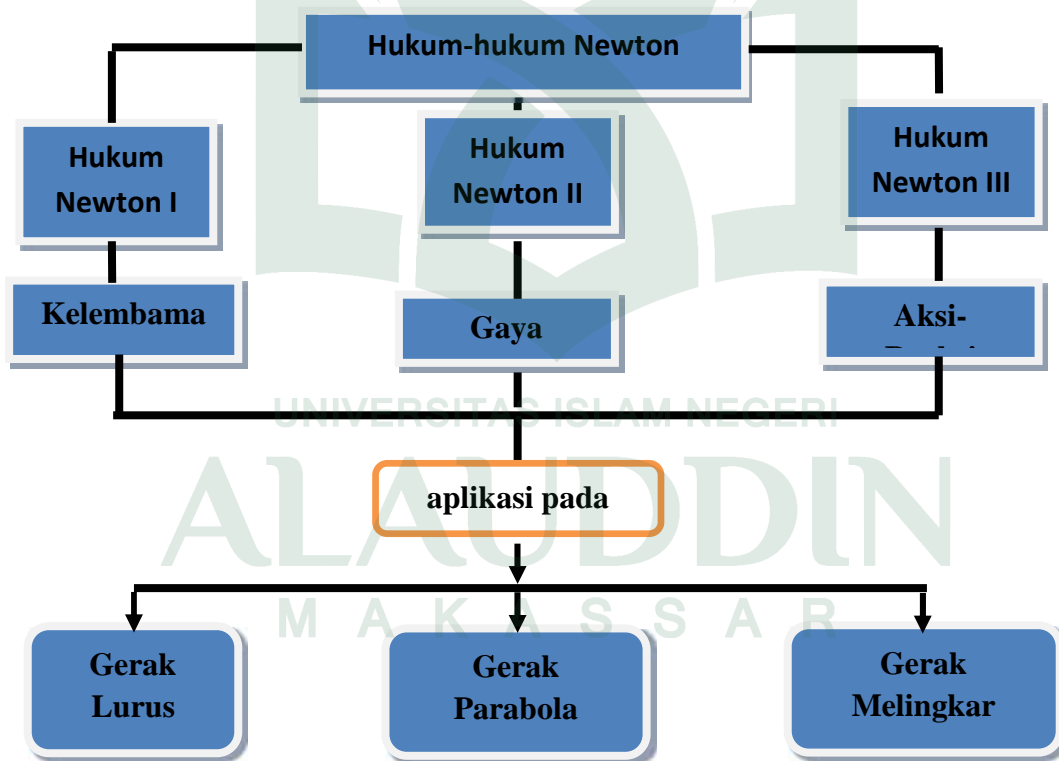 Hukum-hukum Newton
Hukum
Newton I
Hukum
Newton II
Hukum
Newton III
Kelembama
Gaya
Aksi-
UNIVERSITAS ISLAM NEGERI
ALAUDDIN
aplikasi pada
MAKASSAR
Gerak
Lurus
Gerak
Parabola
Gerak
Melingkar